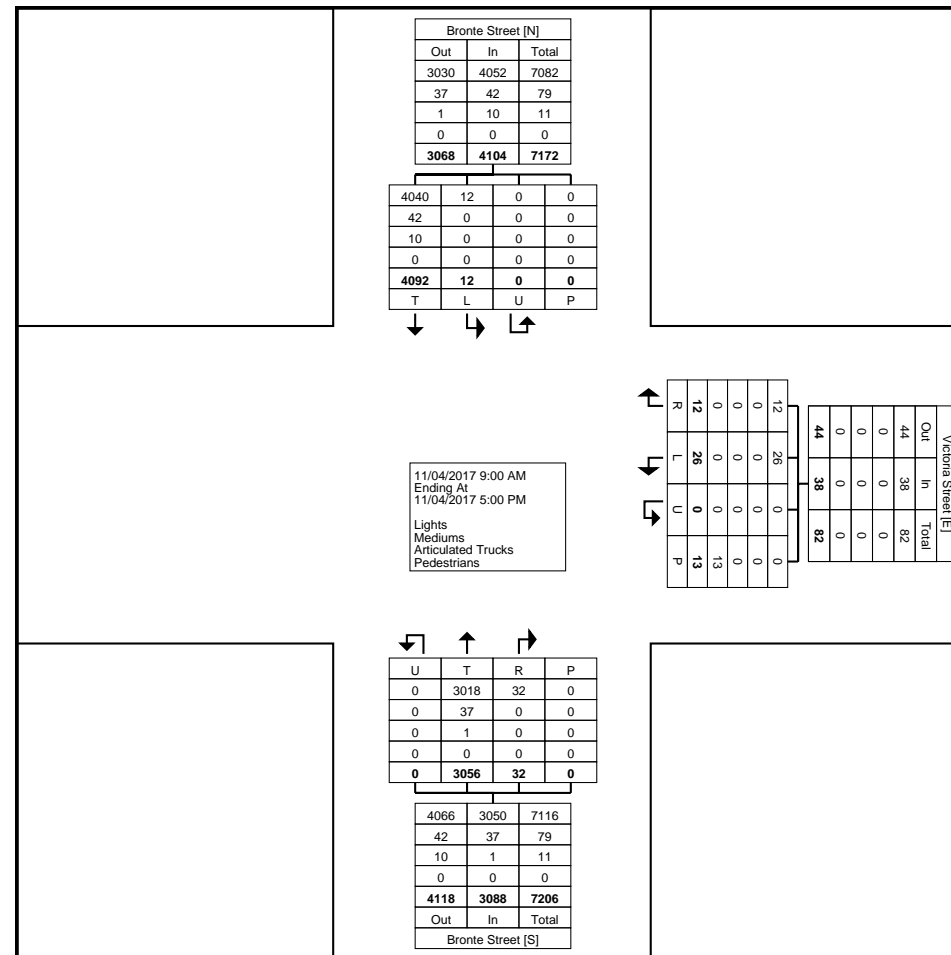 Bronte Street [N]
Out In Total
3030 4052 7082
37 42 79
1 10 11
0 0 0
3068 4104 7172
4040 12 0 0
42 0 0 0
10 0 0 0
0 0 0 0
4092 12 0 0
T L U P
R 12 0 0 0 12
L 26 0 0 0 26
U 0 0 0 0 0
P 13 13 0 0 0
Victoria Street [E]
Out In Total
44 38 82
0 0 0
0 0 0
0 0 0
44 38 82
11/04/2017 9:00 AM
Ending At
11/04/2017 5:00 PM
Lights
Mediums
Articulated Trucks
Pedestrians
U T R P
0 3018 32 0
0 37 0 0
0 1 0 0
0 0 0 0
0 3056 32 0
4066 3050 7116
42 37 79
10 1 11
0 0 0
4118 3088 7206
Out In Total
Bronte Street [S]